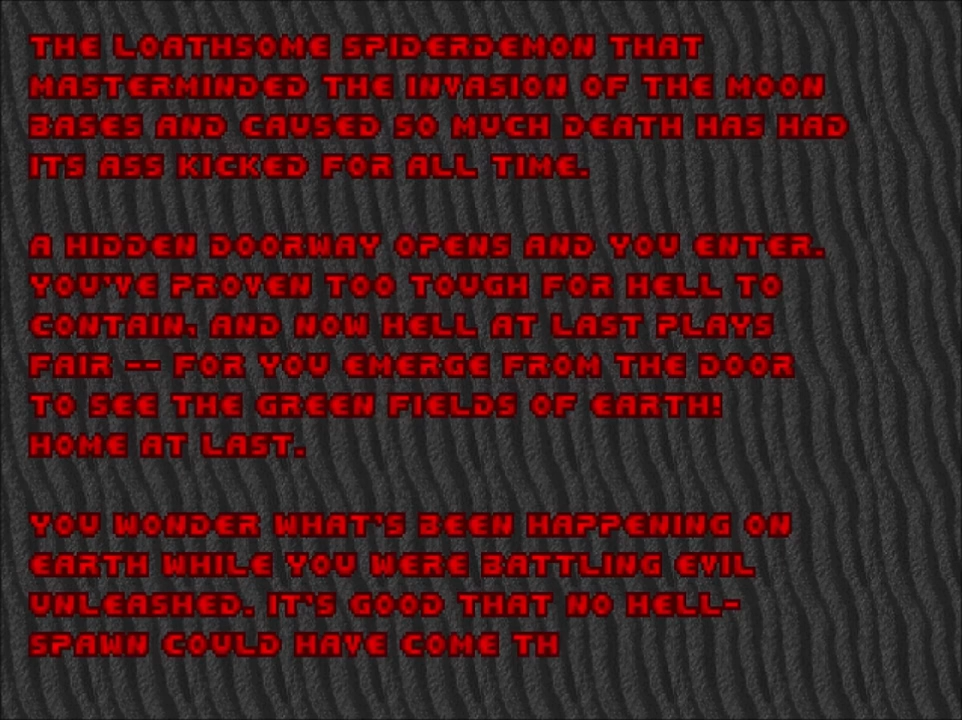 THE LOATHSOME SPIDERDEMON THAT
MASTERMINDED THE INVASION OF THE MOON
BASES AND CAUSED SO MUCH DEATH HAS HAD
ITS ASS KICKED FOR ALL TIME.
A HIDDEN DOORWAY OPENS AND YOU ENTER.
YOU'VE PROVEN TOO TOUGH FOR HELL TO
CONTAIN, AND NOW HELL AT LAST PLAYS
FAIR -- FOR YOU EMERGE FROM THE DOOR
TO SEE THE GREEN FIELDS OF EARTH!
HOME AT LAST.
YOU WONDER WHAT'S BEEN HAPPENING ON
EARTH WHILE YOU WERE BATTLING EVIL
UNLEASHED. IT'S GOOD THAT NO HELL-
SPAWN COULD HAVE COME TH